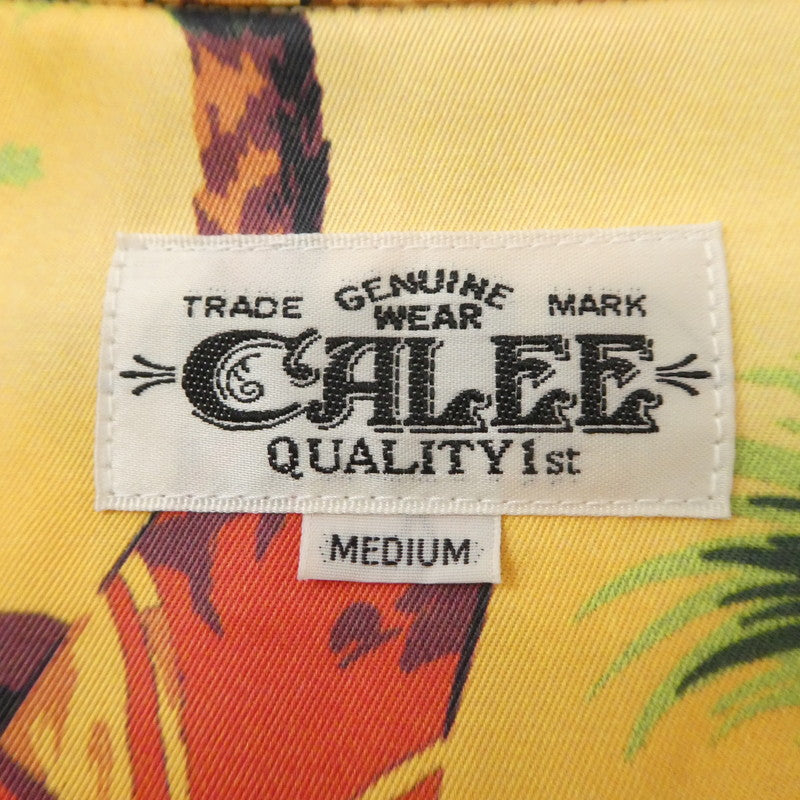 GENUINE
TRADE WEAR MARK
CALEE
QUALITY 1st
MEDIUM